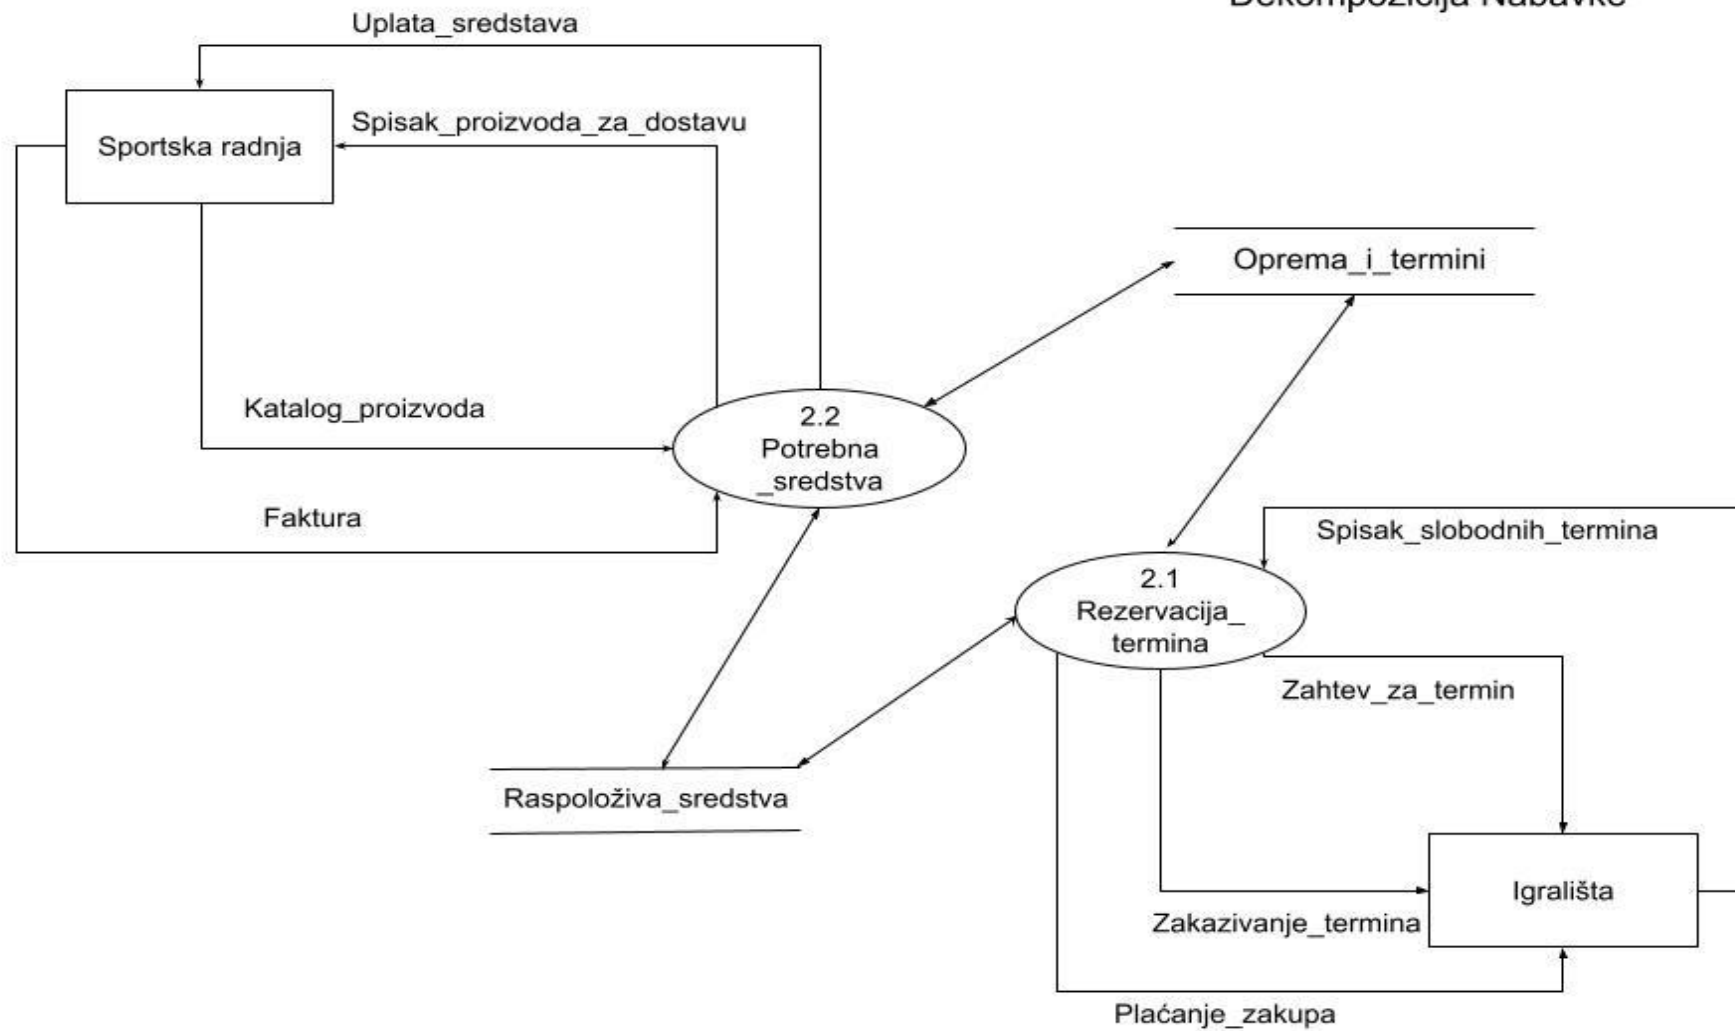 Dekompozicija Nabavke
Uplata_sredstava
Spisak_proizvoda_za_dostavu
Sportska radnja
Oprema_i_termini
Katalog_proizvoda
2.2
Potrebna
_sredstva
Faktura
Spisak_slobodnih_termina
2.1
Rezervacija_
termina
Zahtev_za_termin
Raspoloživa_sredstva
Igrališta
Zakazivanje_termina
Plaćanje_zakupa